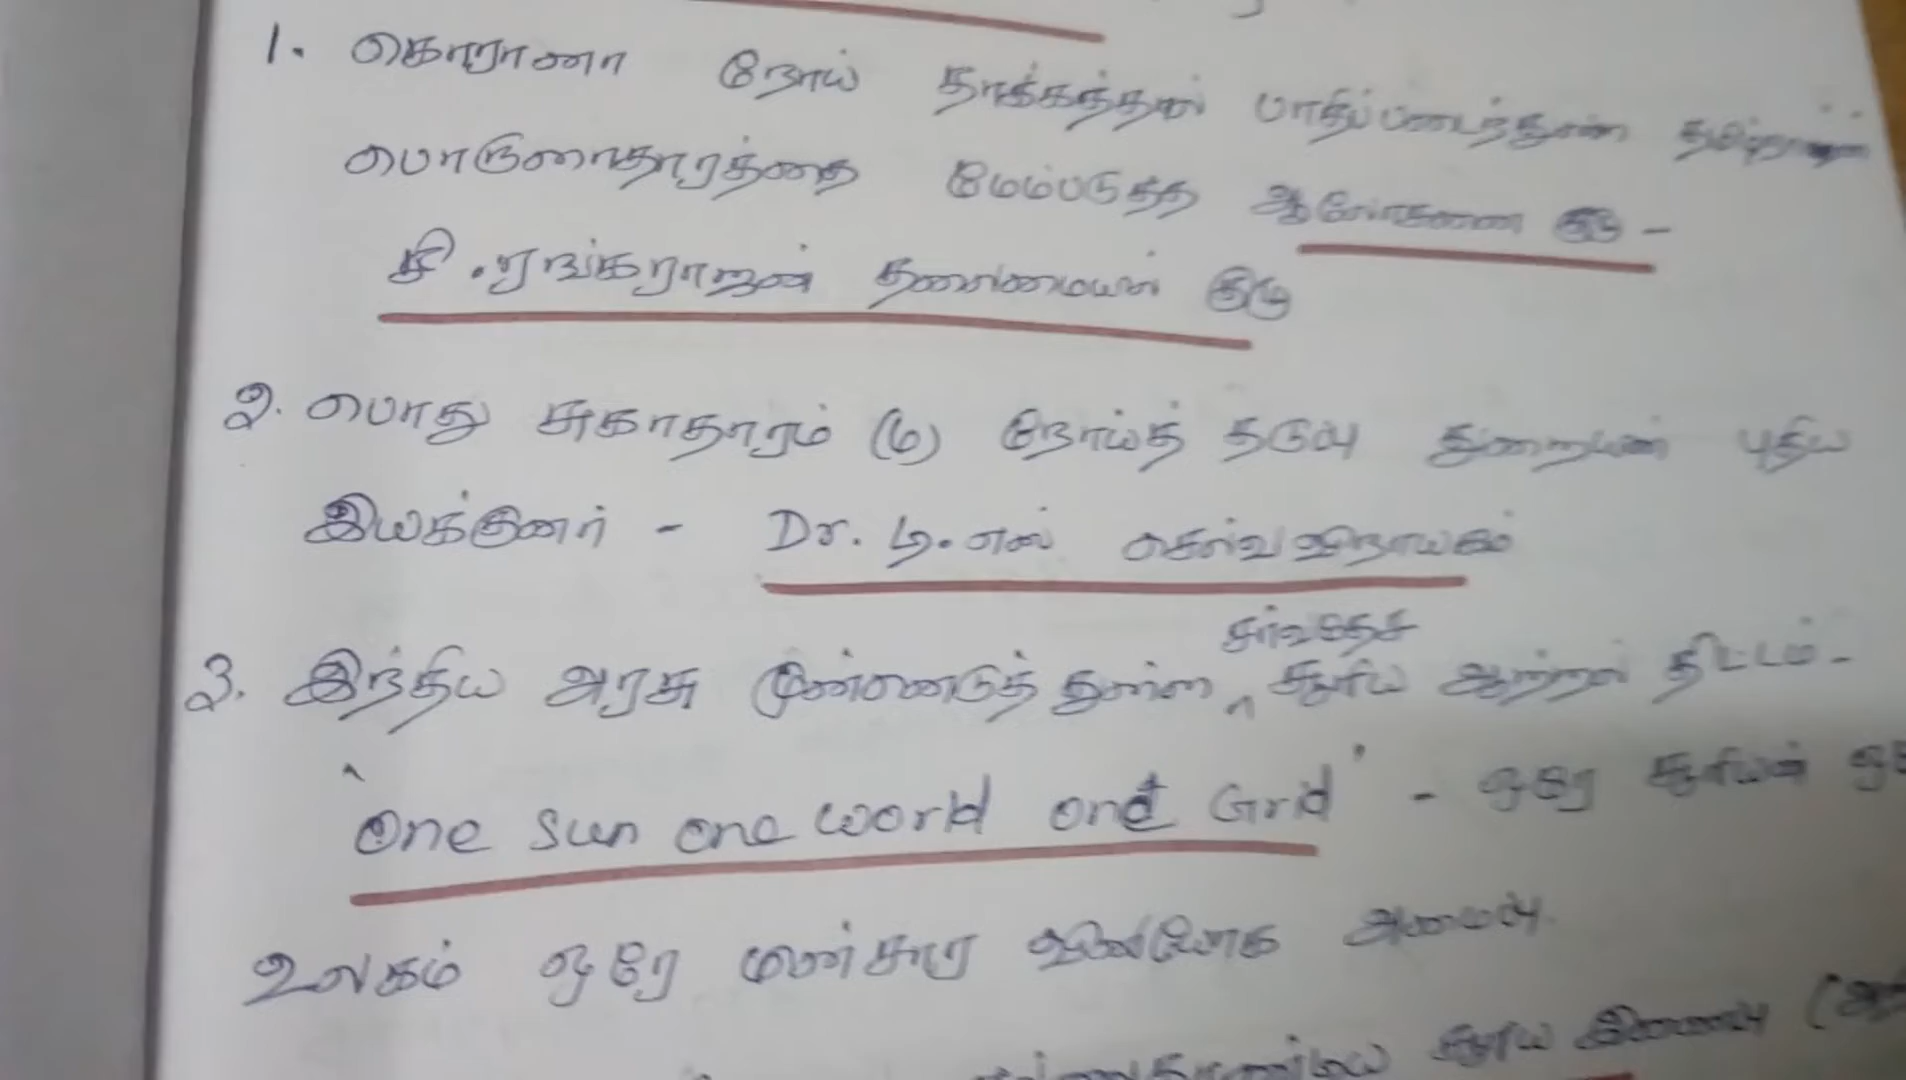 1. கொரானா நோய் தாக்கத்தால் பாதிப்படைந்துள்ள
பொருளாதாரத்தை மேம்படுத்த ஆலோசனை குழு -
சி.ரங்கராஜன் தலைமையில் குழு
2. பொது சுகாதாரம் (ம) நோய்த் தடுப்பு துறையின் புதிய
இயக்குனர் - Dr. டி.எஸ் செல்வவிநாயகம்
சர்வதேச
3. இந்திய அரசு முன்னெடுத்துள்ள ^ சூரிய ஆற்றல் திட்டம் -
'One Sun one world one Grid' - ஒரே சூரியன்
உலகம் ஒரே மின்சார விநியோக அமைப்பு
சூரிய இணைப்பு